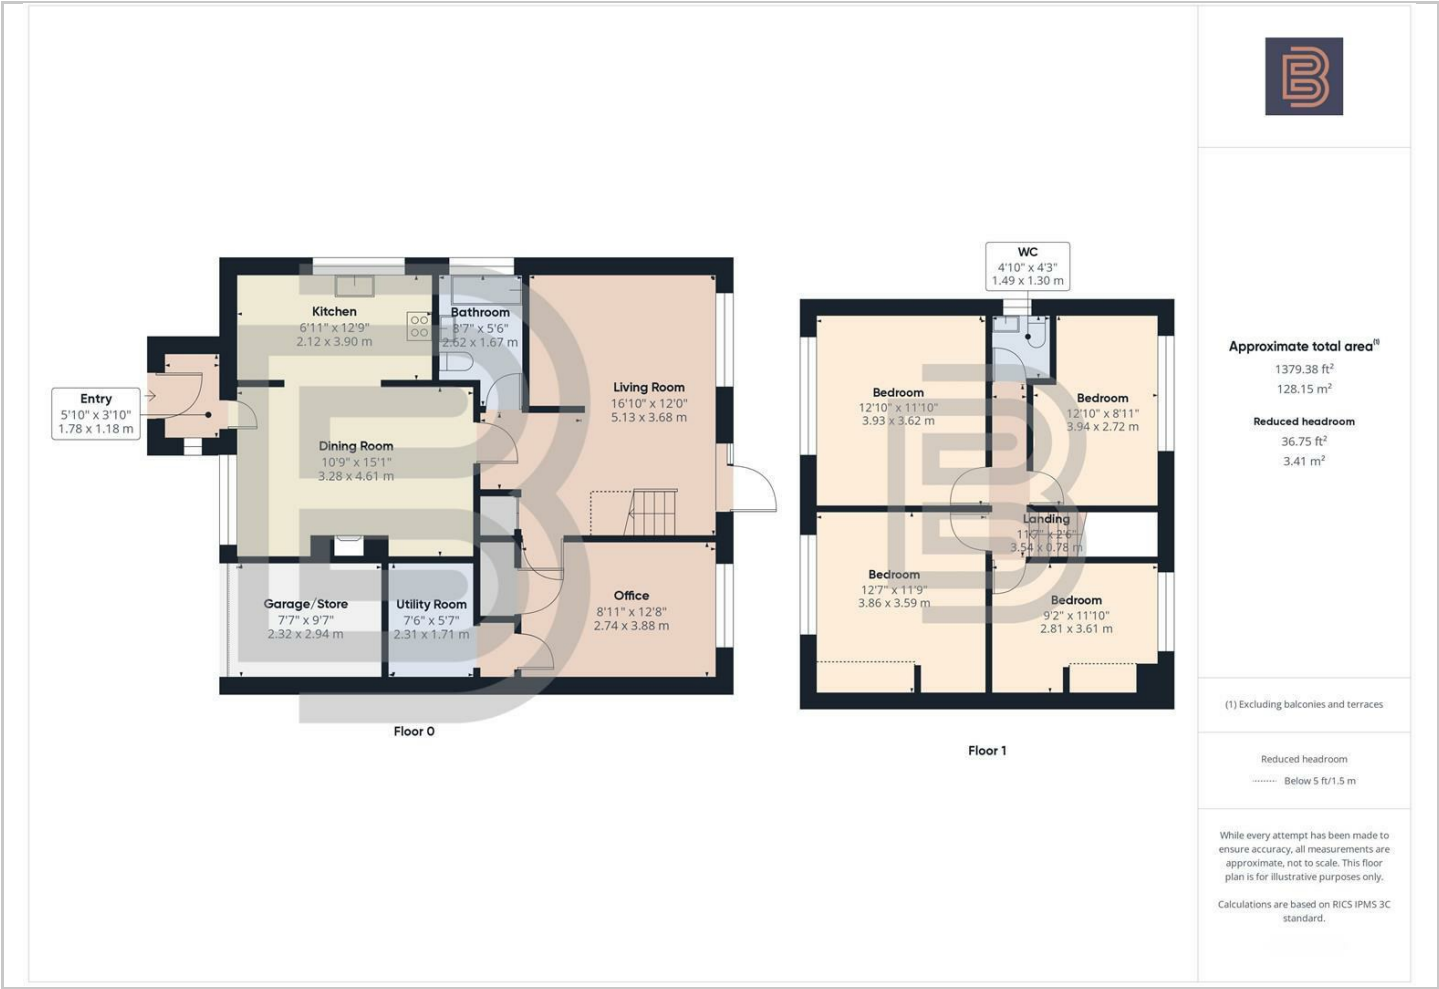 Kitchen
6'11" x 12'9"
2.12 x 3.90 m
Bathroom
8'7" x 5'6"
2.62 x 1.67 m
Living Room
16'10" x 12'0"
5.13 x 3.68 m
Entry
5'10" x 3'10"
1.78 x 1.18 m
Dining Room
10'9" x 15'1"
3.28 x 4.61 m
Garage/Store
7'7" x 9'7"
2.32 x 2.94 m
Utility Room
7'6" x 5'7"
2.31 x 1.71 m
Office
8'11" x 12'8"
2.74 x 3.88 m
Floor 0
WC
4'10" x 4'3"
1.49 x 1.30 m
Bedroom
12'10" x 11'10"
3.93 x 3.62 m
Bedroom
12'10" x 8'11"
3.94 x 2.72 m
Landing
11'7" x 2'6"
3.54 x 0.78 m
Bedroom
12'7" x 11'9"
3.86 x 3.59 m
Bedroom
9'2" x 11'10"
2.81 x 3.61 m
Floor 1
B
Approximate total area(1)
1379.38 ft²
128.15 m²
Reduced headroom
36.75 ft²
3.41 m²
(1) Excluding balconies and terraces
Reduced headroom
Below 5 ft/1.5 m
While every attempt has been made to
ensure accuracy, all measurements are
approximate, not to scale. This floor
plan is for illustrative purposes only.
Calculations are based on RICS IPMS 3C
standard.